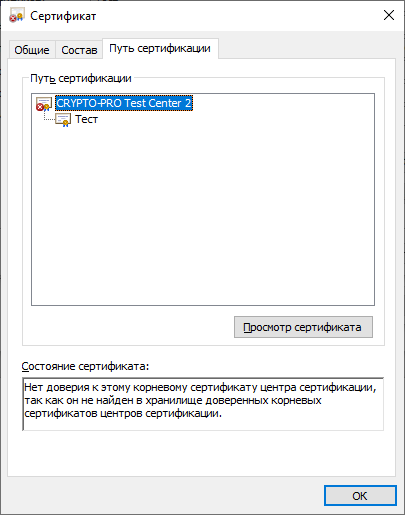 Сертификат
Общие Состав Путь сертификации
Путь сертификации
CRYPTO-PRO Test Center 2
Тест
Просмотр сертификата
Состояние сертификата:
Нет доверия к этому корневому сертификату центра сертификации,
так как он не найден в хранилище доверенных корневых
сертификатов центров сертификации.
ОК